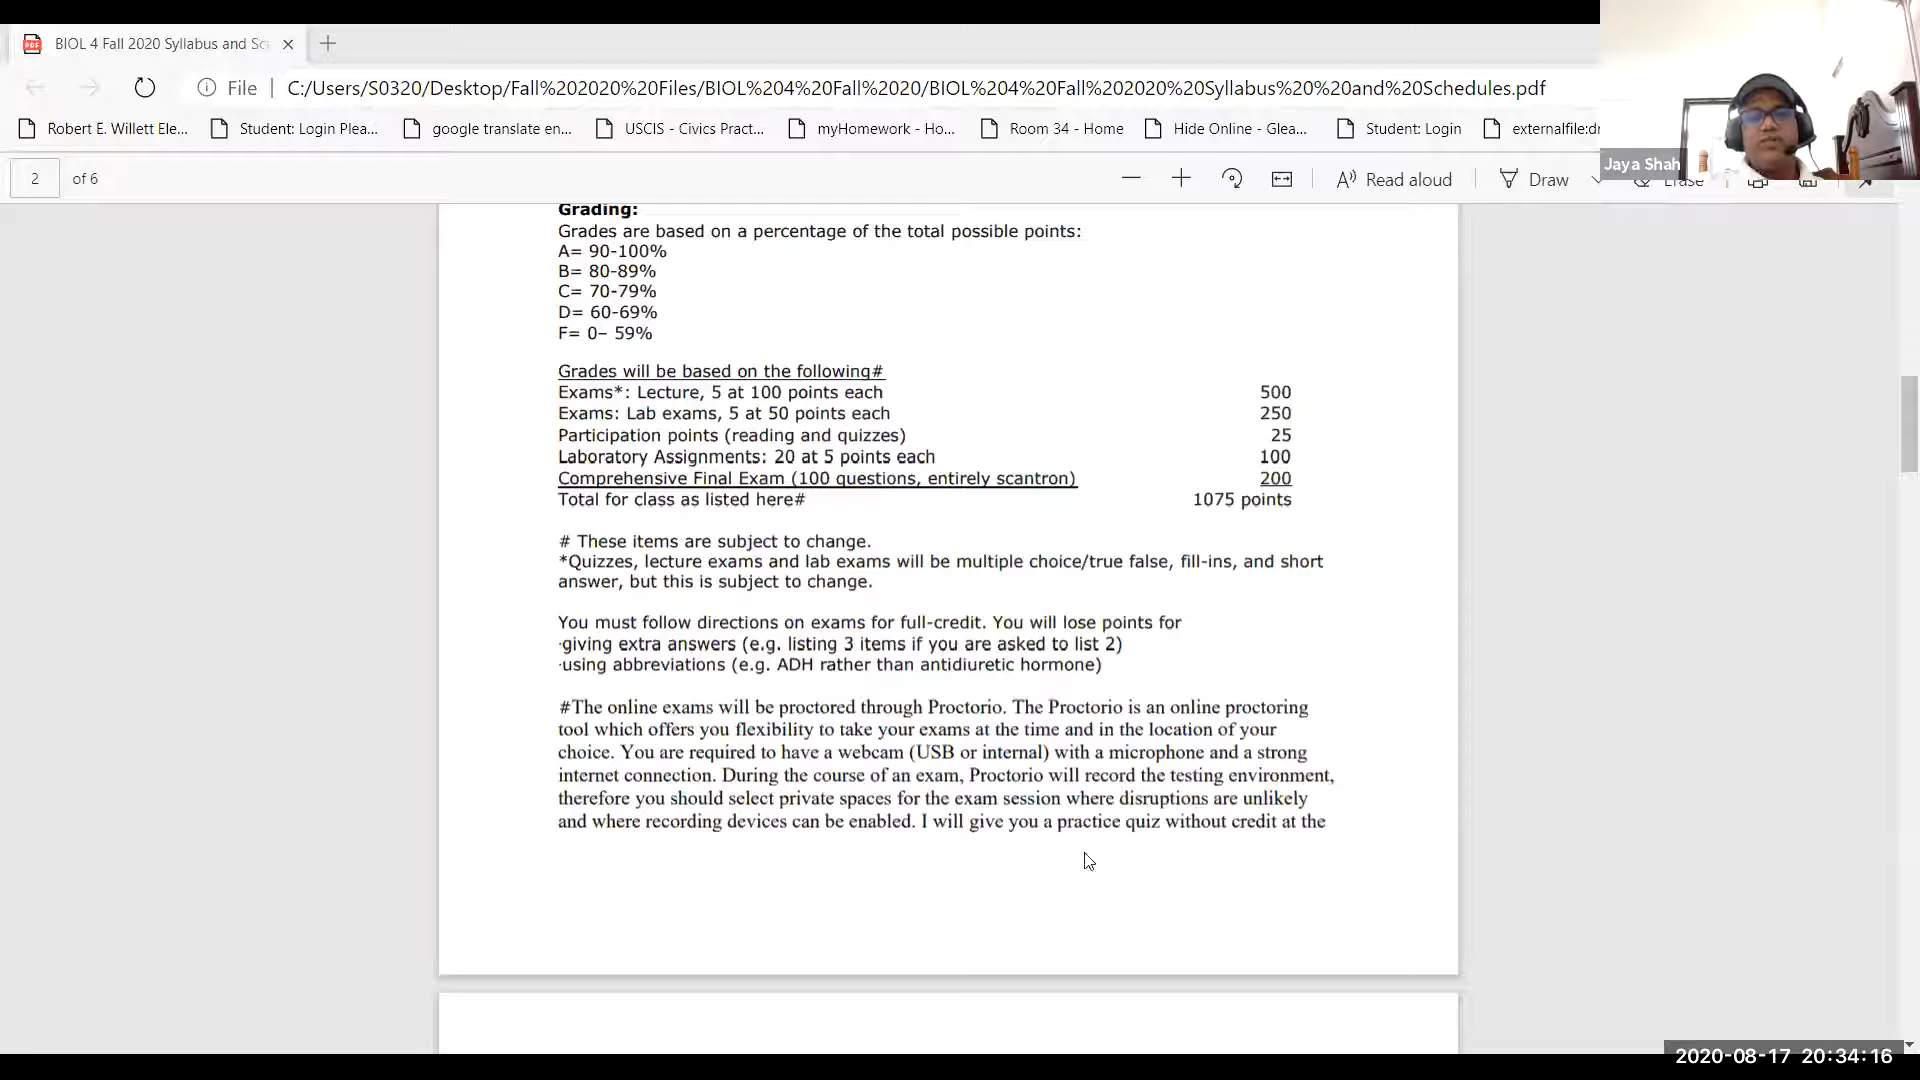 BIOL 4 Fall 2020 Syllabus and Sc
File
C:/Users/S0320/Desktop/Fall%202020%20Files/BIOL%204%20Fall%2020/BIOL%204%20Fall%202020%20Syllabus%20%20and%20Schedules.pdf
Robert E. Willett Ele... Student: Login Plea... google translate en... USCIS - Civics Pract... myHomework - Ho... Room 34 - Home Hide Online - Glea... Student: Login externalfile:dr
Jaya Shah
2 of 6 Read aloud Draw Erase
Grading:
Grades are based on a percentage of the total possible points:
A= 90-100%
B= 80-89%
C= 70-79%
D= 60-69%
F= 0– 59%
Grades will be based on the following#
Exams*: Lecture, 5 at 100 points each 500
Exams: Lab exams, 5 at 50 points each 250
Participation points (reading and quizzes) 25
Laboratory Assignments: 20 at 5 points each 100
Comprehensive Final Exam (100 questions, entirely scantron) 200
Total for class as listed here# 1075 points
# These items are subject to change.
*Quizzes, lecture exams and lab exams will be multiple choice/true false, fill-ins, and short
answer, but this is subject to change.
You must follow directions on exams for full-credit. You will lose points for
·giving extra answers (e.g. listing 3 items if you are asked to list 2)
·using abbreviations (e.g. ADH rather than antidiuretic hormone)
#The online exams will be proctored through Proctorio. The Proctorio is an online proctoring
tool which offers you flexibility to take your exams at the time and in the location of your
choice. You are required to have a webcam (USB or internal) with a microphone and a strong
internet connection. During the course of an exam, Proctorio will record the testing environment,
therefore you should select private spaces for the exam session where disruptions are unlikely
and where recording devices can be enabled. I will give you a practice quiz without credit at the
2020-08-17 20:34:16